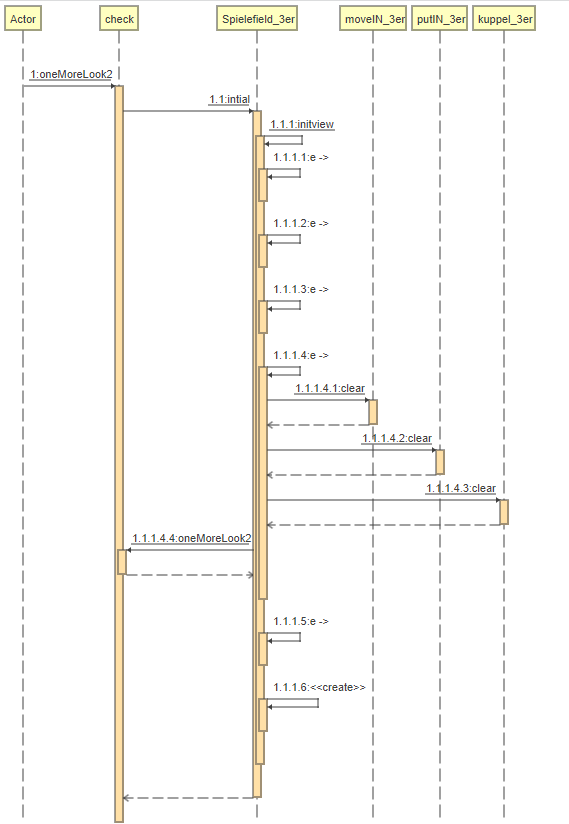 Actor
check
Spielefield_3er
moveIN_3er
putIN_3er
kuppel_3er
1:oneMoreLook2
1.1:intial
1.1.1:initview
1.1.1.1:e ->
1.1.1.2:e ->
1.1.1.3:e ->
1.1.1.4:e ->
1.1.1.4.1:clear
1.1.1.4.2:clear
1.1.1.4.3:clear
1.1.1.4.4:oneMoreLook2
1.1.1.5:e ->
1.1.1.6:<<create>>